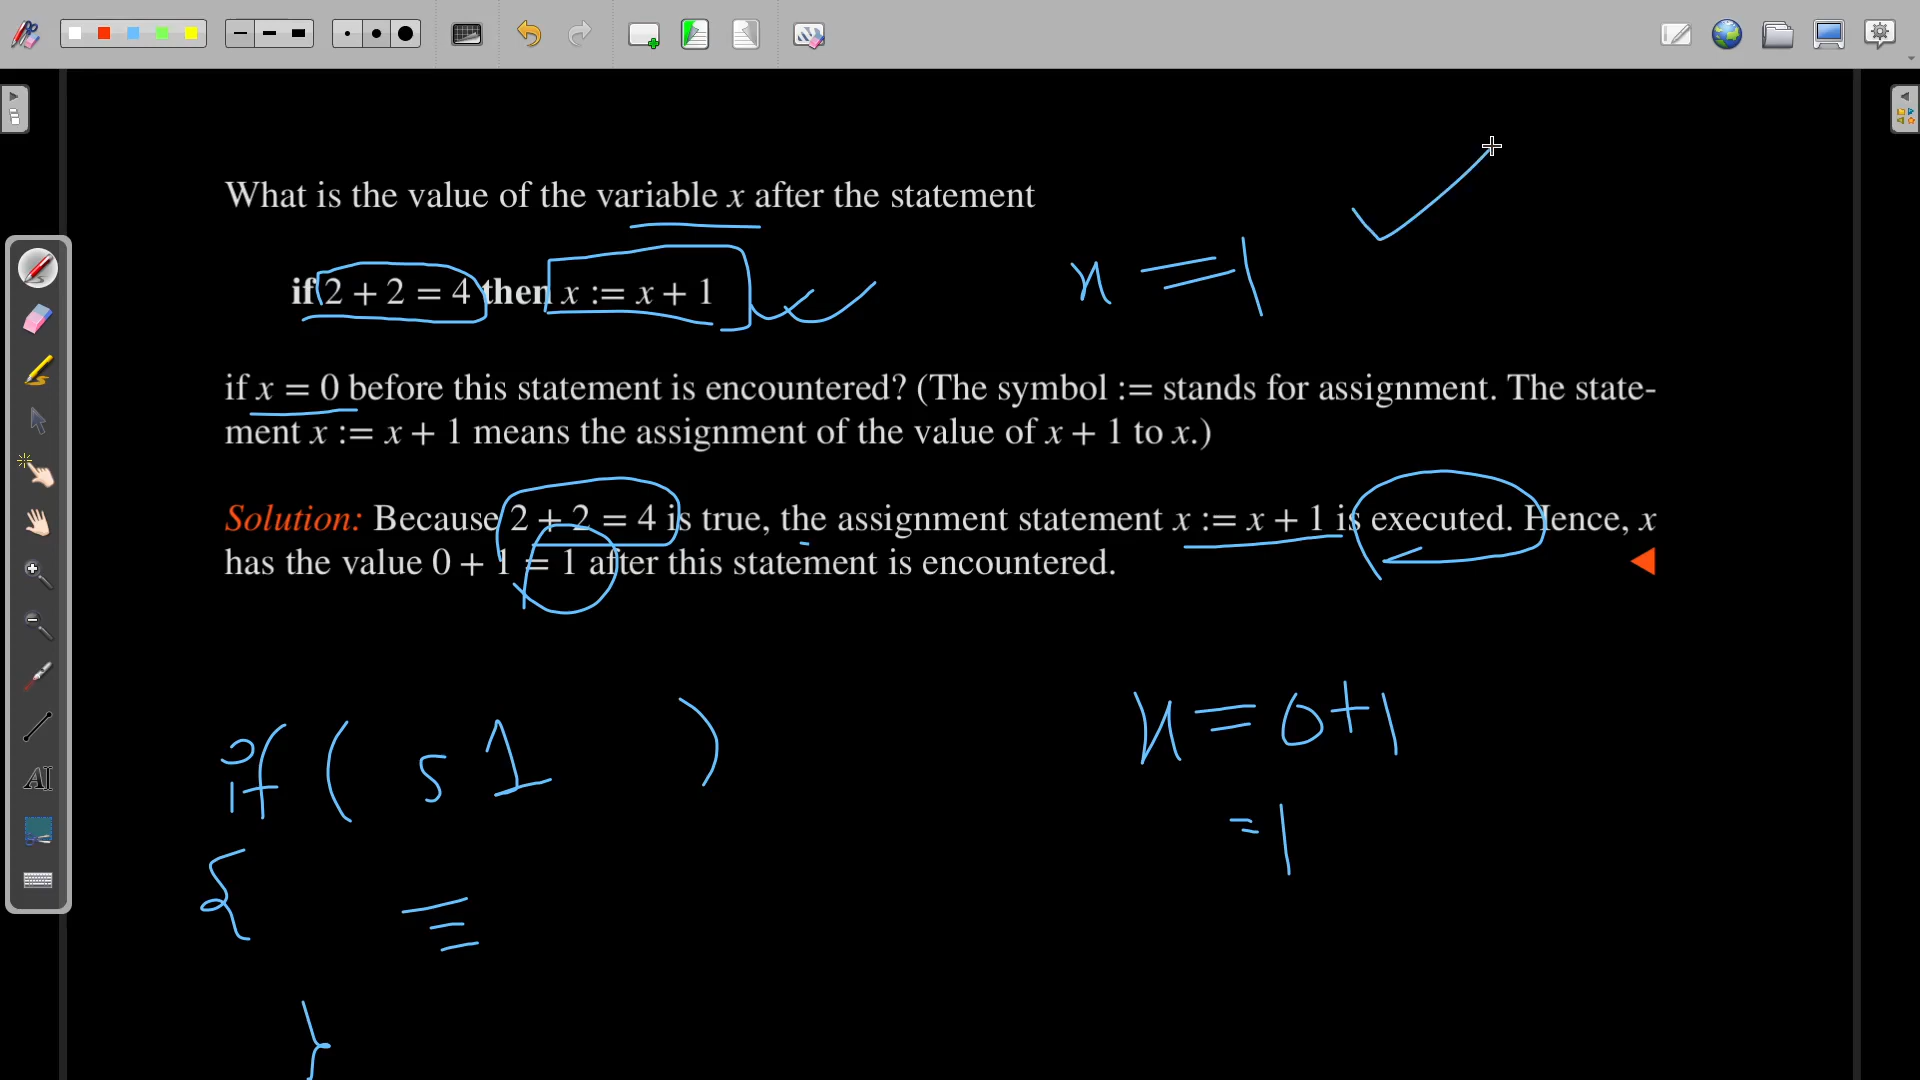 What is the value of the variable x after the statement
if 2 + 2 = 4 then x := x + 1
x = 1
if x = 0 before this statement is encountered? (The symbol := stands for assignment. The state-
ment x := x + 1 means the assignment of the value of x + 1 to x.)
Solution: Because 2 + 2 = 4 is true, the assignment statement x := x + 1 is executed. Hence, x
has the value 0 + 1 = 1 after this statement is encountered.
if ( s 1 )
x = 0 + 1
= 1
{
}
AI